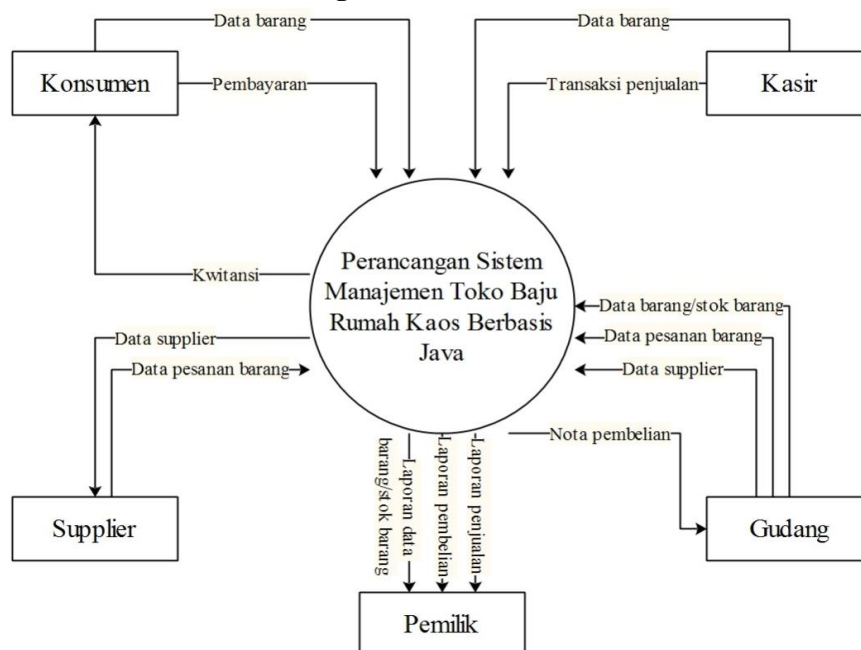 Data barang
Data barang
Konsumen
Pembayaran
Transaksi penjualan
Kasir
Kwitansi
Perancangan Sistem
Manajemen Toko Baju
Rumah Kaos Berbasis
Java
Data barang/stok barang
Data supplier
Data pesanan barang
Data pesanan barang
Data supplier
Nota pembelian
Laporan data
barang/stok barang
Laporan pembelian
Laporan penjualan
Supplier
Gudang
Pemilik